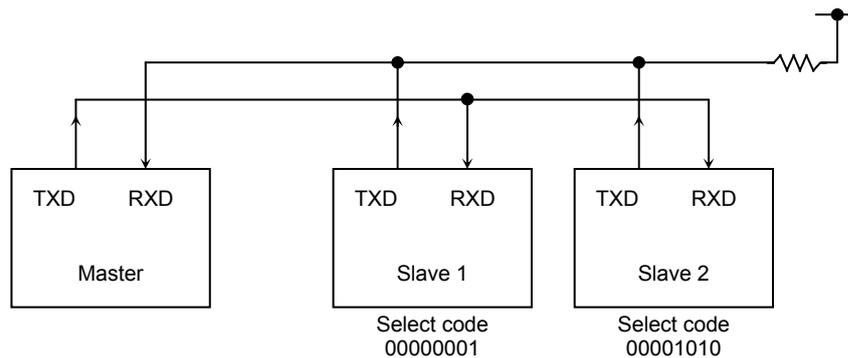 TXD RXD TXD RXD TXD RXD
Master Slave 1 Slave 2
Select code Select code
00000001 00001010